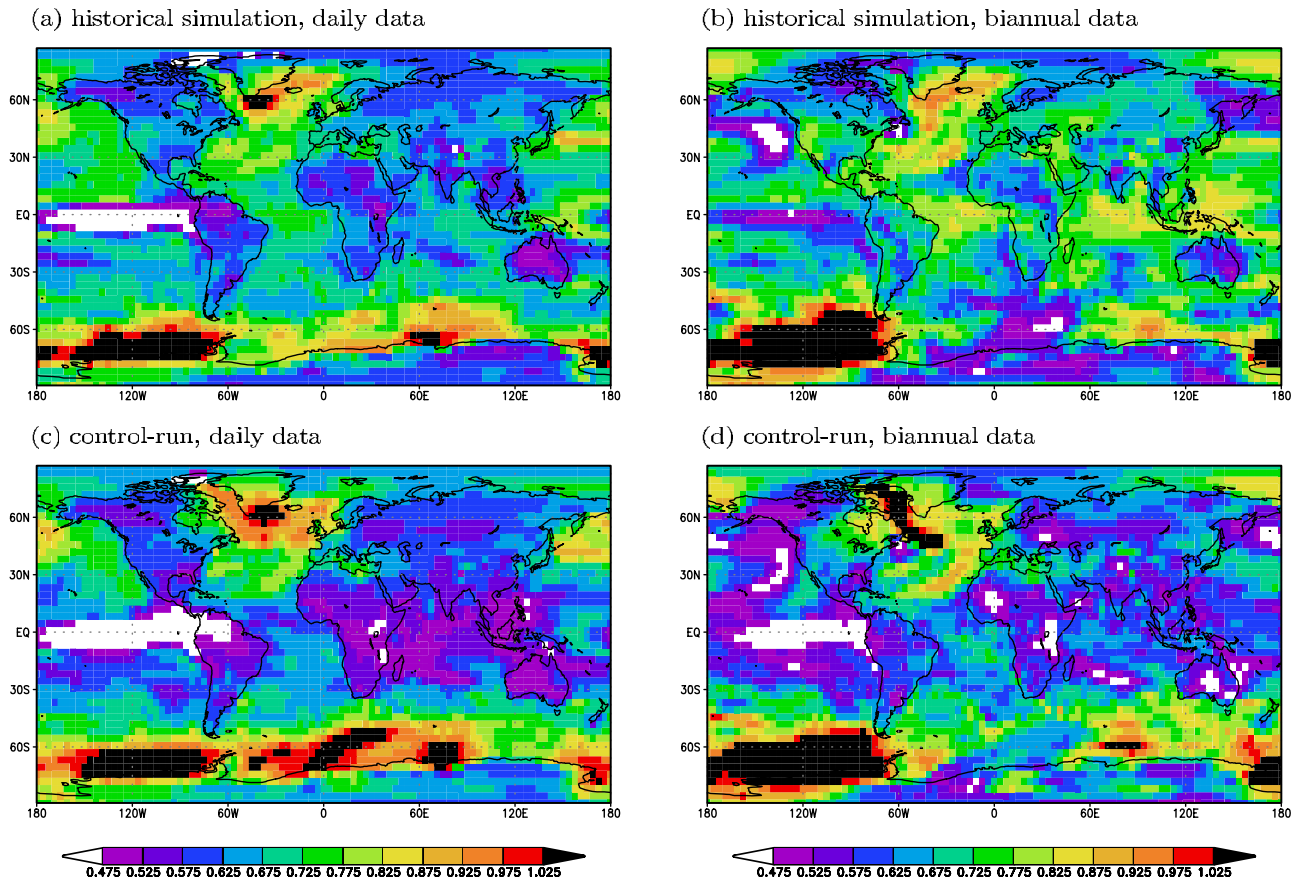 (a) historical simulation, daily data
(b) historical simulation, biannual data
60N
30N
EQ
30S
60S
180 120W 60W 0 60E 120E 180
60N
30N
EQ
30S
60S
180 120W 60W 0 60E 120E 180
(c) control-run, daily data
(d) control-run, biannual data
60N
30N
EQ
30S
60S
180 120W 60W 0 60E 120E 180
60N
30N
EQ
30S
60S
180 120W 60W 0 60E 120E 180
0.475 0.525 0.575 0.625 0.675 0.725 0.775 0.825 0.875 0.925 0.975 1.025
0.475 0.525 0.575 0.625 0.675 0.725 0.775 0.825 0.875 0.925 0.975 1.025